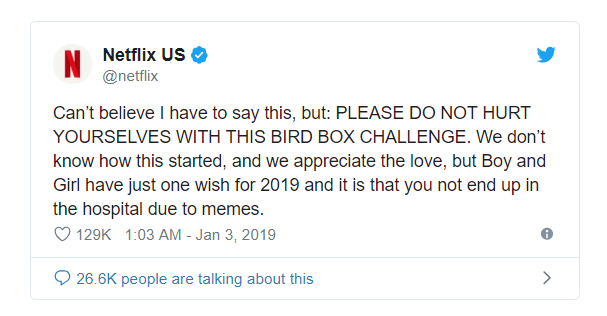 N
Netflix US
@netflix
Can't believe I have to say this, but: PLEASE DO NOT HURT
YOURSELVES WITH THIS BIRD BOX CHALLENGE. We don't
know how this started, and we appreciate the love, but Boy and
Girl have just one wish for 2019 and it is that you not end up in
the hospital due to memes.
129K 1:03 AM - Jan 3, 2019
26.6K people are talking about this